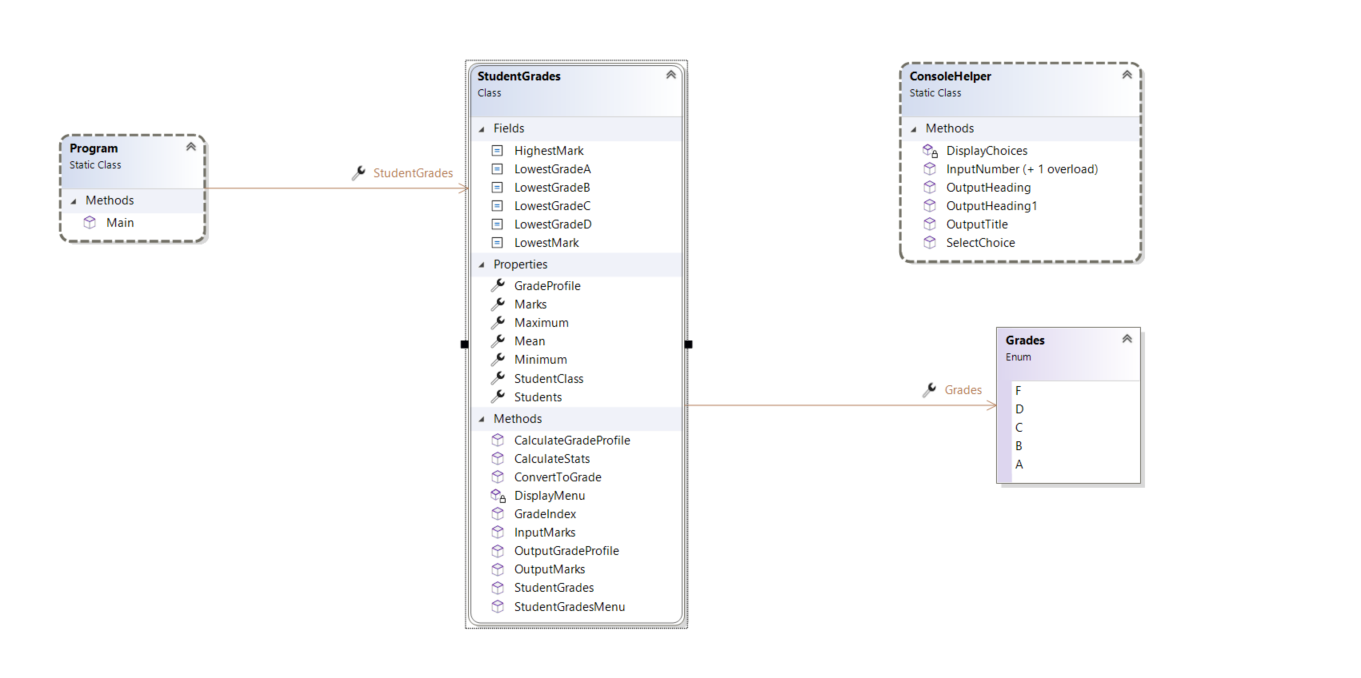 Program
Static Class
Methods
Main
StudentGrades
StudentGrades
Class
Fields
HighestMark
LowestGradeA
LowestGradeB
LowestGradeC
LowestGradeD
LowestMark
Properties
GradeProfile
Marks
Maximum
Mean
Minimum
StudentClass
Students
Methods
CalculateGradeProfile
CalculateStats
ConvertToGrade
DisplayMenu
GradeIndex
InputMarks
OutputGradeProfile
OutputMarks
StudentGrades
StudentGradesMenu
ConsoleHelper
Static Class
Methods
DisplayChoices
InputNumber (+ 1 overload)
OutputHeading
OutputHeading1
OutputTitle
SelectChoice
Grades
Grades
Enum
F
D
C
B
A